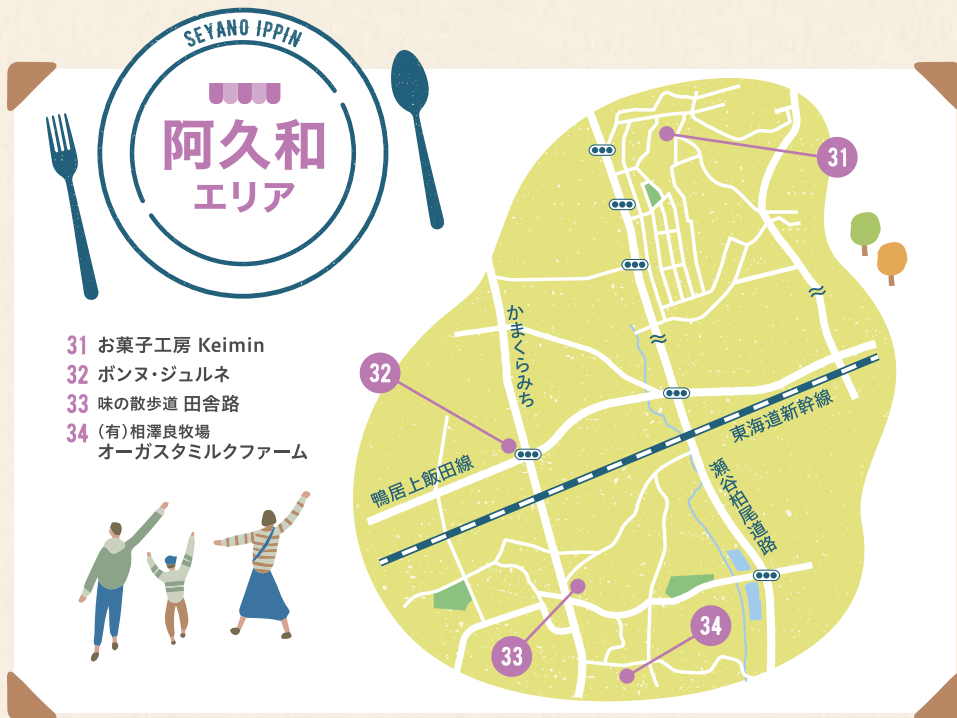 SEYANO IPPIN
阿久和
エリア
31 お菓子工房 Keimin
32 ボンヌ・ジュルネ
33 味の散歩道 田舎路
34 (有)相澤良牧場
オーガスタミルクファーム
31
かまくらみち
32
東海道新幹線
鴨居上飯田線
瀬谷柏尾道路
34
33